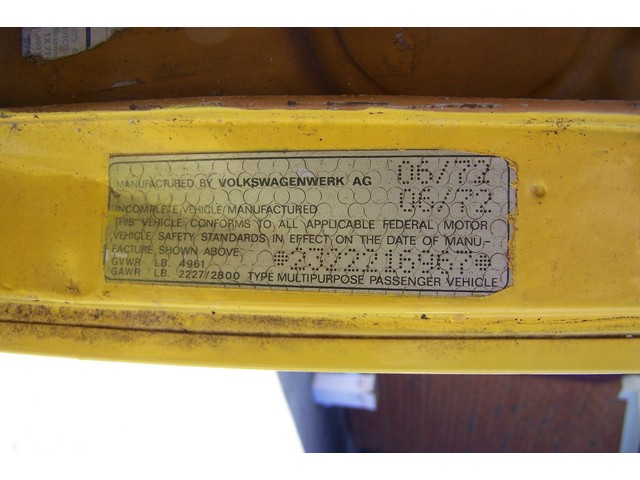 MANUFACTURED BY VOLKSWAGENWERK AG 06/72
INCOMPLETE VEHICLE MANUFACTURED 06/72
THIS VEHICLE CONFORMS TO ALL APPLICABLE FEDERAL MOTOR
VEHICLE SAFETY STANDARDS IN EFFECT ON THE DATE OF MANU-
FACTURE SHOWN ABOVE
GVWR LB. 4961
GAWR LB. 2227/2800 TYPE MULTIPURPOSE PASSENGER VEHICLE